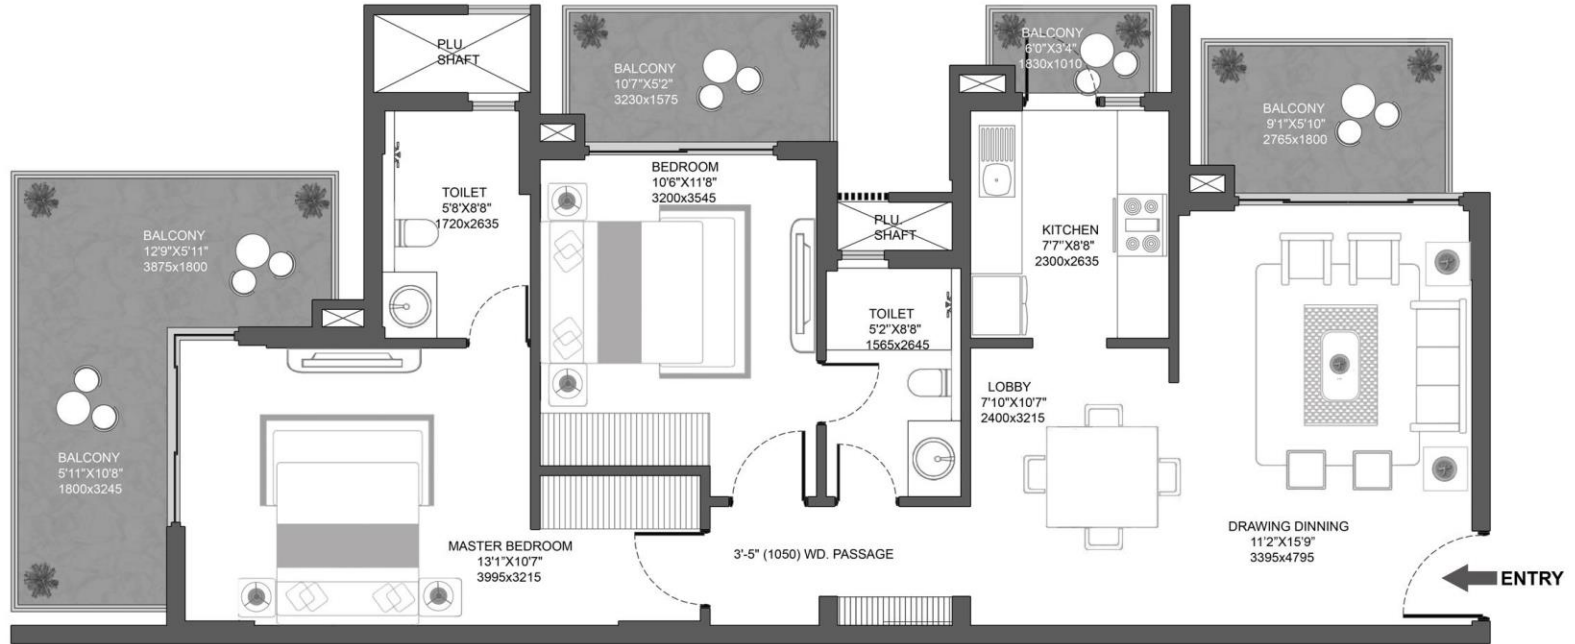 PLU.
SHAFT
BALCONY
10'7"X5'2"
3230x1575
BALCONY
6'0"X3'4"
1830x1010
BALCONY
9'1"X5'10"
2765x1800
BEDROOM
10'6"X11'8"
3200x3545
TOILET
5'8"X8'8"
1720x2635
PLU.
SHAFT
BALCONY
12'9"X5'11"
3875x1800
KITCHEN
7'7"X8'8"
2300x2635
TOILET
5'2"X8'8"
1565x2645
LOBBY
7'10"X10'7"
2400x3215
BALCONY
5'11"X10'8"
1800x3245
MASTER BEDROOM
13'1"X10'7"
3995x3215
3'-5" (1050) WD. PASSAGE
DRAWING DINNING
11'2"X15'9"
3395x4795
ENTRY